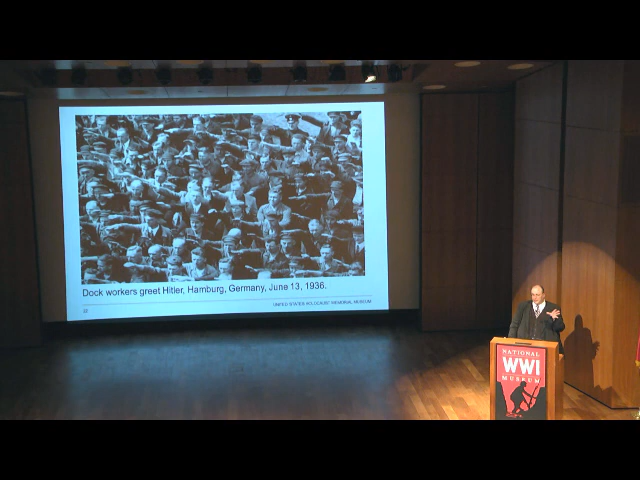 Dock workers greet Hitler, Hamburg, Germany, June 13, 1936.
UNITED STATES HOLOCAUST MEMORIAL MUSEUM
NATIONAL
WWI
MUSEUM